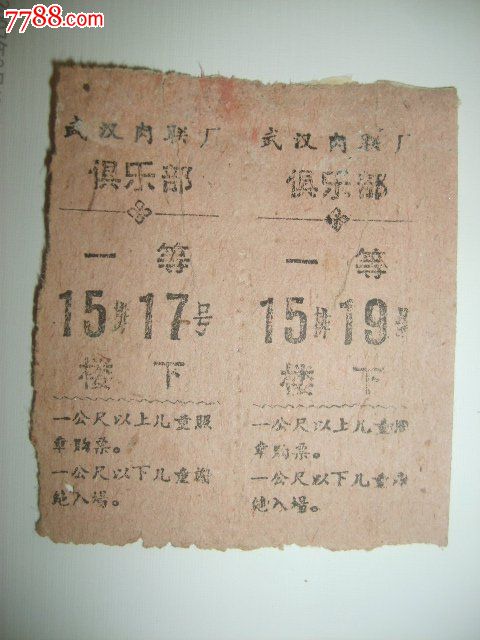 7788.com
武汉肉联厂
俱乐部
一等
15排17号
楼下
一公尺以上儿童照
章购票。
一公尺以下儿童谢
绝入场。
武汉肉联厂
俱乐部
一等
15排19号
楼下
一公尺以上儿童照
章购票。
一公尺以下儿童谢
绝入场。